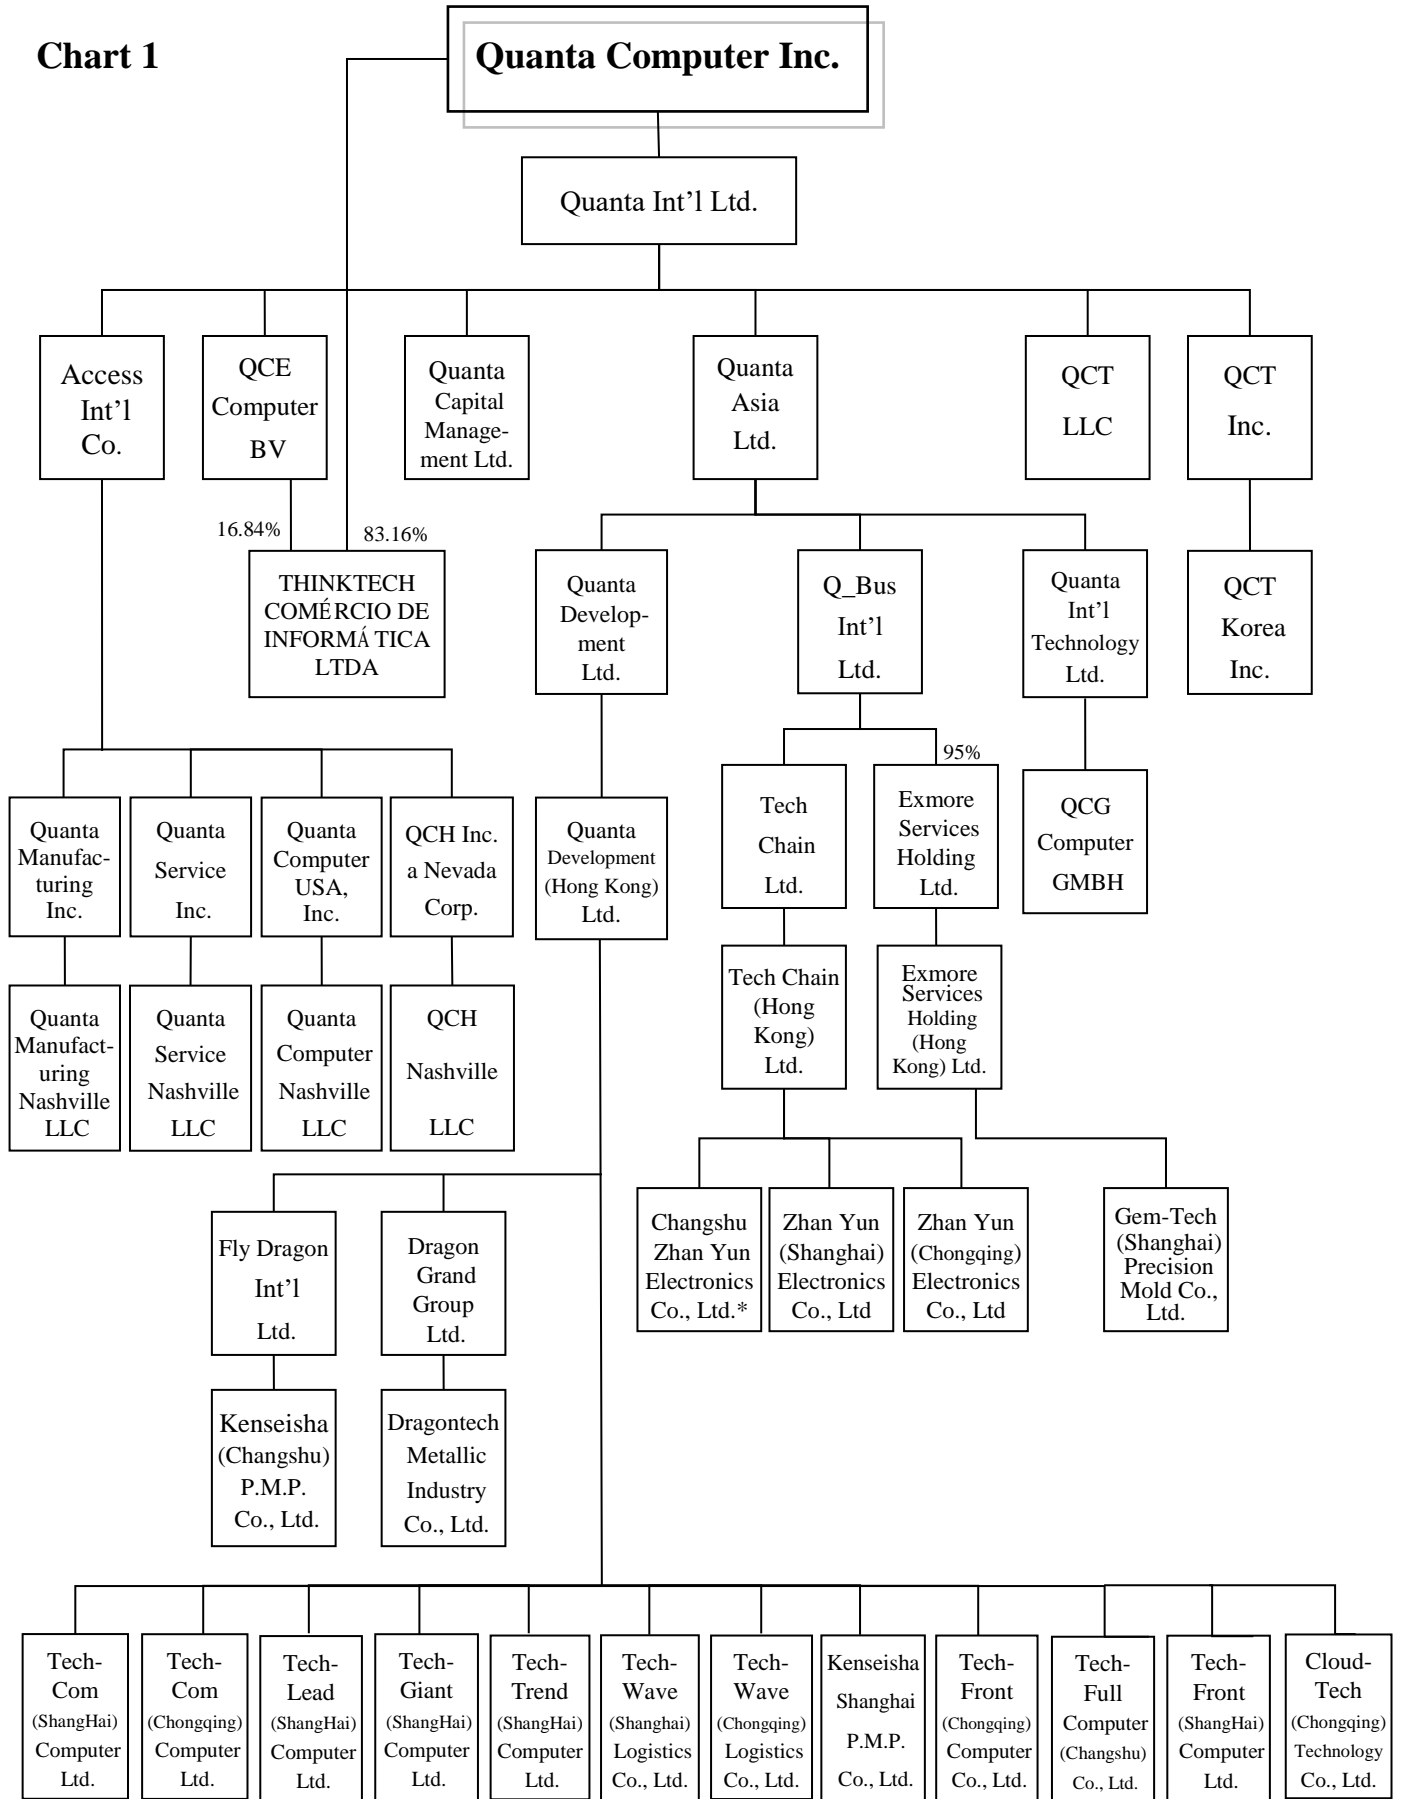 Chart 1
Quanta Computer Inc.
Quanta Int’l Ltd.
Access
Int’l
Co.
QCE
Computer
BV
Quanta
Capital
Manage-
ment Ltd.
Quanta
Asia
Ltd.
QCT
LLC
QCT
Inc.
16.84%
83.16%
THINKTECH
COMÉRCIO DE
INFORMÁTICA
LTDA
Quanta
Develop-
ment
Ltd.
Q_Bus
Int’l
Ltd.
Quanta
Int’l
Technology
Ltd.
QCT
Korea
Inc.
95%
Quanta
Manufac-
turing
Inc.
Quanta
Service
Inc.
Quanta
Computer
USA,
Inc.
QCH Inc.
a Nevada
Corp.
Quanta
Development
(Hong Kong)
Ltd.
Tech
Chain
Ltd.
Exmore
Services
Holding
Ltd.
QCG
Computer
GMBH
Quanta
Manufact-
uring
Nashville
LLC
Quanta
Service
Nashville
LLC
Quanta
Computer
Nashville
LLC
QCH
Nashville
LLC
Tech Chain
(Hong
Kong)
Ltd.
Exmore
Services
Holding
(Hong
Kong) Ltd.
Fly Dragon
Int’l
Ltd.
Dragon
Grand
Group
Ltd.
Changshu
Zhan Yun
Electronics
Co., Ltd.*
Zhan Yun
(Shanghai)
Electronics
Co., Ltd
Zhan Yun
(Chongqing)
Electronics
Co., Ltd
Gem-Tech
(Shanghai)
Precision
Mold Co.,
Ltd.
Kenseisha
(Changshu)
P.M.P.
Co., Ltd.
Dragontech
Metallic
Industry
Co., Ltd.
Tech-
Com
(ShangHai)
Computer
Ltd.
Tech-
Com
(Chongqing)
Computer
Ltd.
Tech-
Lead
(ShangHai)
Computer
Ltd.
Tech-
Giant
(ShangHai)
Computer
Ltd.
Tech-
Trend
(ShangHai)
Computer
Ltd.
Tech-
Wave
(Shanghai)
Logistics
Co., Ltd.
Tech-
Wave
(Chongqing)
Logistics
Co., Ltd.
Kenseisha
Shanghai
P.M.P.
Co., Ltd.
Tech-
Front
(Chongqing)
Computer
Co., Ltd.
Tech-
Full
Computer
(Changshu)
Co., Ltd.
Tech-
Front
(ShangHai)
Computer
Ltd.
Cloud-
Tech
(Chongqing)
Technology
Co., Ltd.